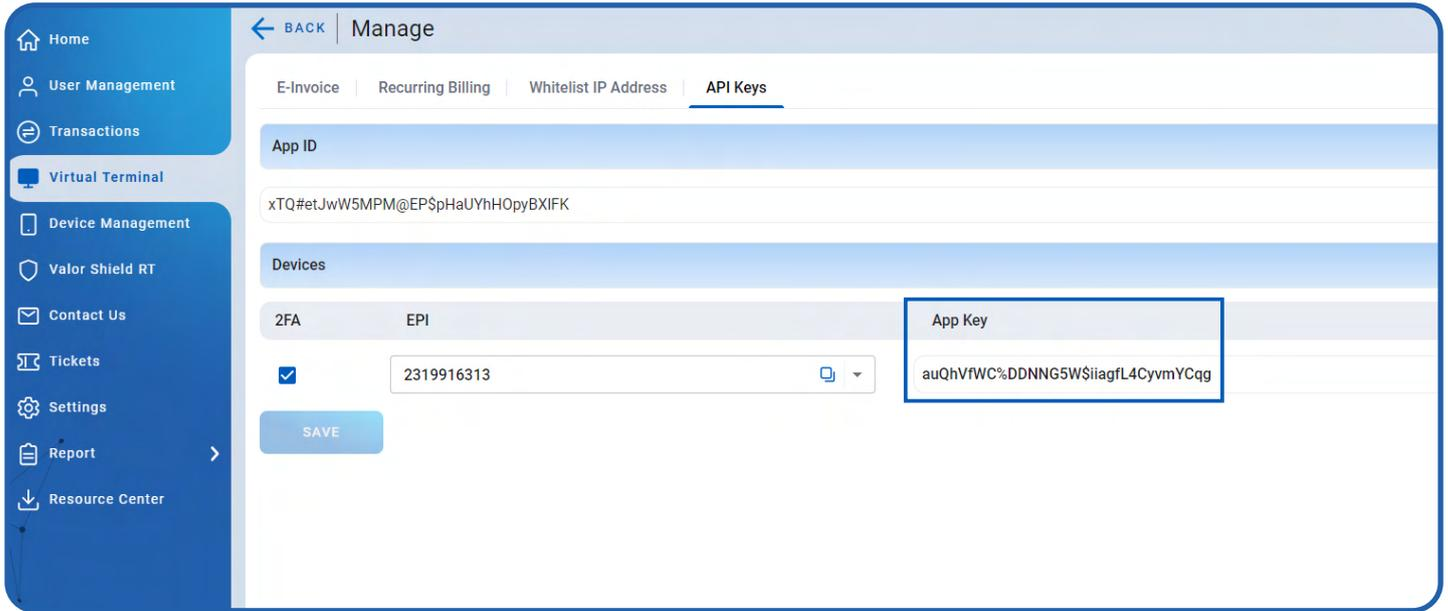 BACK
Manage
Home
User Management
Transactions
Virtual Terminal
Device Management
Valor Shield RT
Contact Us
Tickets
Settings
Report
Resource Center
E-Invoice
Recurring Billing
Whitelist IP Address
API Keys
App ID
xTQ#etJwW5MPM@EP$pHaUYhHOpyBXIFK
Devices
2FA EPI App Key
2319916313 auQhVfWC%DDNNG5W$iiagfL4CyvmYCqg
SAVE